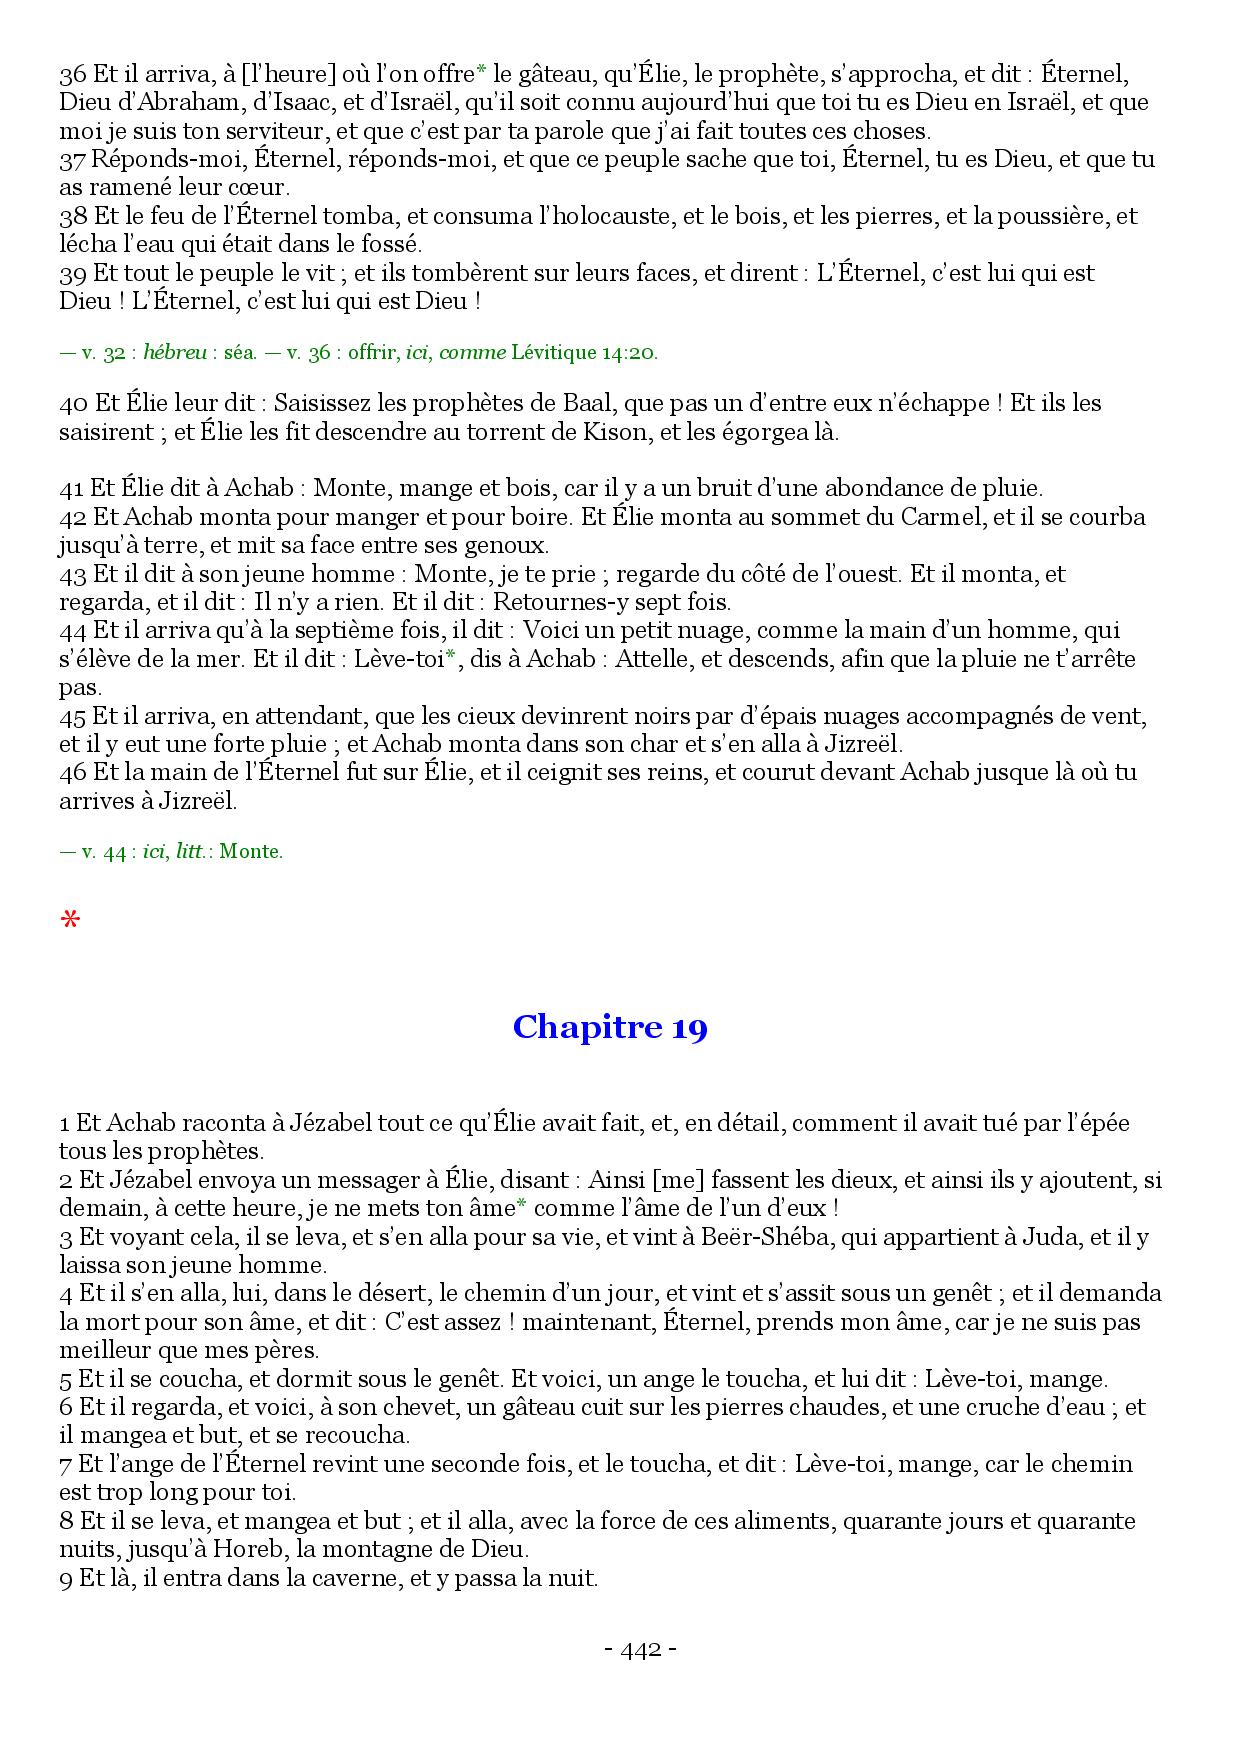 36 Et il arriva, à [l’heure] où l’on offre* le gâteau, qu’Élie, le prophète, s’approcha, et dit : Éternel,
Dieu d’Abraham, d’Isaac, et d’Israël, qu’il soit connu aujourd’hui que toi tu es Dieu en Israël, et que
moi je suis ton serviteur, et que c’est par ta parole que j’ai fait toutes ces choses.
37 Réponds-moi, Éternel, réponds-moi, et que ce peuple sache que toi, Éternel, tu es Dieu, et que tu
as ramené leur cœur.
38 Et le feu de l’Éternel tomba, et consuma l’holocauste, et le bois, et les pierres, et la poussière, et
lécha l’eau qui était dans le fossé.
39 Et tout le peuple le vit ; et ils tombèrent sur leurs faces, et dirent : L’Éternel, c’est lui qui est
Dieu ! L’Éternel, c’est lui qui est Dieu !
— v. 32 : hébreu : séa. — v. 36 : offrir, ici, comme Lévitique 14:20.
40 Et Élie leur dit : Saisissez les prophètes de Baal, que pas un d’entre eux n’échappe ! Et ils les
saisirent ; et Élie les fit descendre au torrent de Kison, et les égorgea là.
41 Et Élie dit à Achab : Monte, mange et bois, car il y a un bruit d’une abondance de pluie.
42 Et Achab monta pour manger et pour boire. Et Élie monta au sommet du Carmel, et il se courba
jusqu’à terre, et mit sa face entre ses genoux.
43 Et il dit à son jeune homme : Monte, je te prie ; regarde du côté de l’ouest. Et il monta, et
regarda, et il dit : Il n’y a rien. Et il dit : Retournes-y sept fois.
44 Et il arriva qu’à la septième fois, il dit : Voici un petit nuage, comme la main d’un homme, qui
s’élève de la mer. Et il dit : Lève-toi*, dis à Achab : Attelle, et descends, afin que la pluie ne t’arrête
pas.
45 Et il arriva, en attendant, que les cieux devinrent noirs par d’épais nuages accompagnés de vent,
et il y eut une forte pluie ; et Achab monta dans son char et s’en alla à Jizreël.
46 Et la main de l’Éternel fut sur Élie, et il ceignit ses reins, et courut devant Achab jusque là où tu
arrives à Jizreël.
— v. 44 : ici, litt.: Monte.
*
Chapitre 19
1 Et Achab raconta à Jézabel tout ce qu’Élie avait fait, et, en détail, comment il avait tué par l’épée
tous les prophètes.
2 Et Jézabel envoya un messager à Élie, disant : Ainsi [me] fassent les dieux, et ainsi ils y ajoutent, si
demain, à cette heure, je ne mets ton âme* comme l’âme de l’un d’eux !
3 Et voyant cela, il se leva, et s’en alla pour sa vie, et vint à Beër-Shéba, qui appartient à Juda, et il y
laissa son jeune homme.
4 Et il s’en alla, lui, dans le désert, le chemin d’un jour, et vint et s’assit sous un genêt ; et il demanda
la mort pour son âme, et dit : C’est assez ! maintenant, Éternel, prends mon âme, car je ne suis pas
meilleur que mes pères.
5 Et il se coucha, et dormit sous le genêt. Et voici, un ange le toucha, et lui dit : Lève-toi, mange.
6 Et il regarda, et voici, à son chevet, un gâteau cuit sur les pierres chaudes, et une cruche d’eau ; et
il mangea et but, et se recoucha.
7 Et l’ange de l’Éternel revint une seconde fois, et le toucha, et dit : Lève-toi, mange, car le chemin
est trop long pour toi.
8 Et il se leva, et mangea et but ; et il alla, avec la force de ces aliments, quarante jours et quarante
nuits, jusqu’à Horeb, la montagne de Dieu.
9 Et là, il entra dans la caverne, et y passa la nuit.
- 442 -